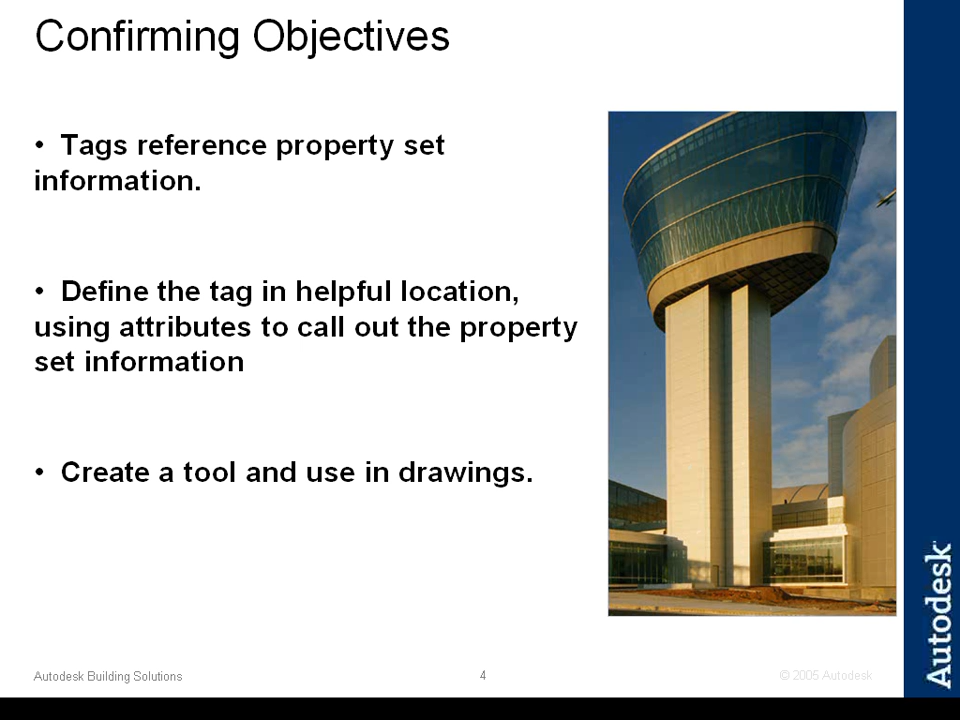 Confirming Objectives
• Tags reference property set
information.
• Define the tag in helpful location,
using attributes to call out the property
set information
• Create a tool and use in drawings.
Autodesk Building Solutions
4
© 2005 Autodesk
Autodesk